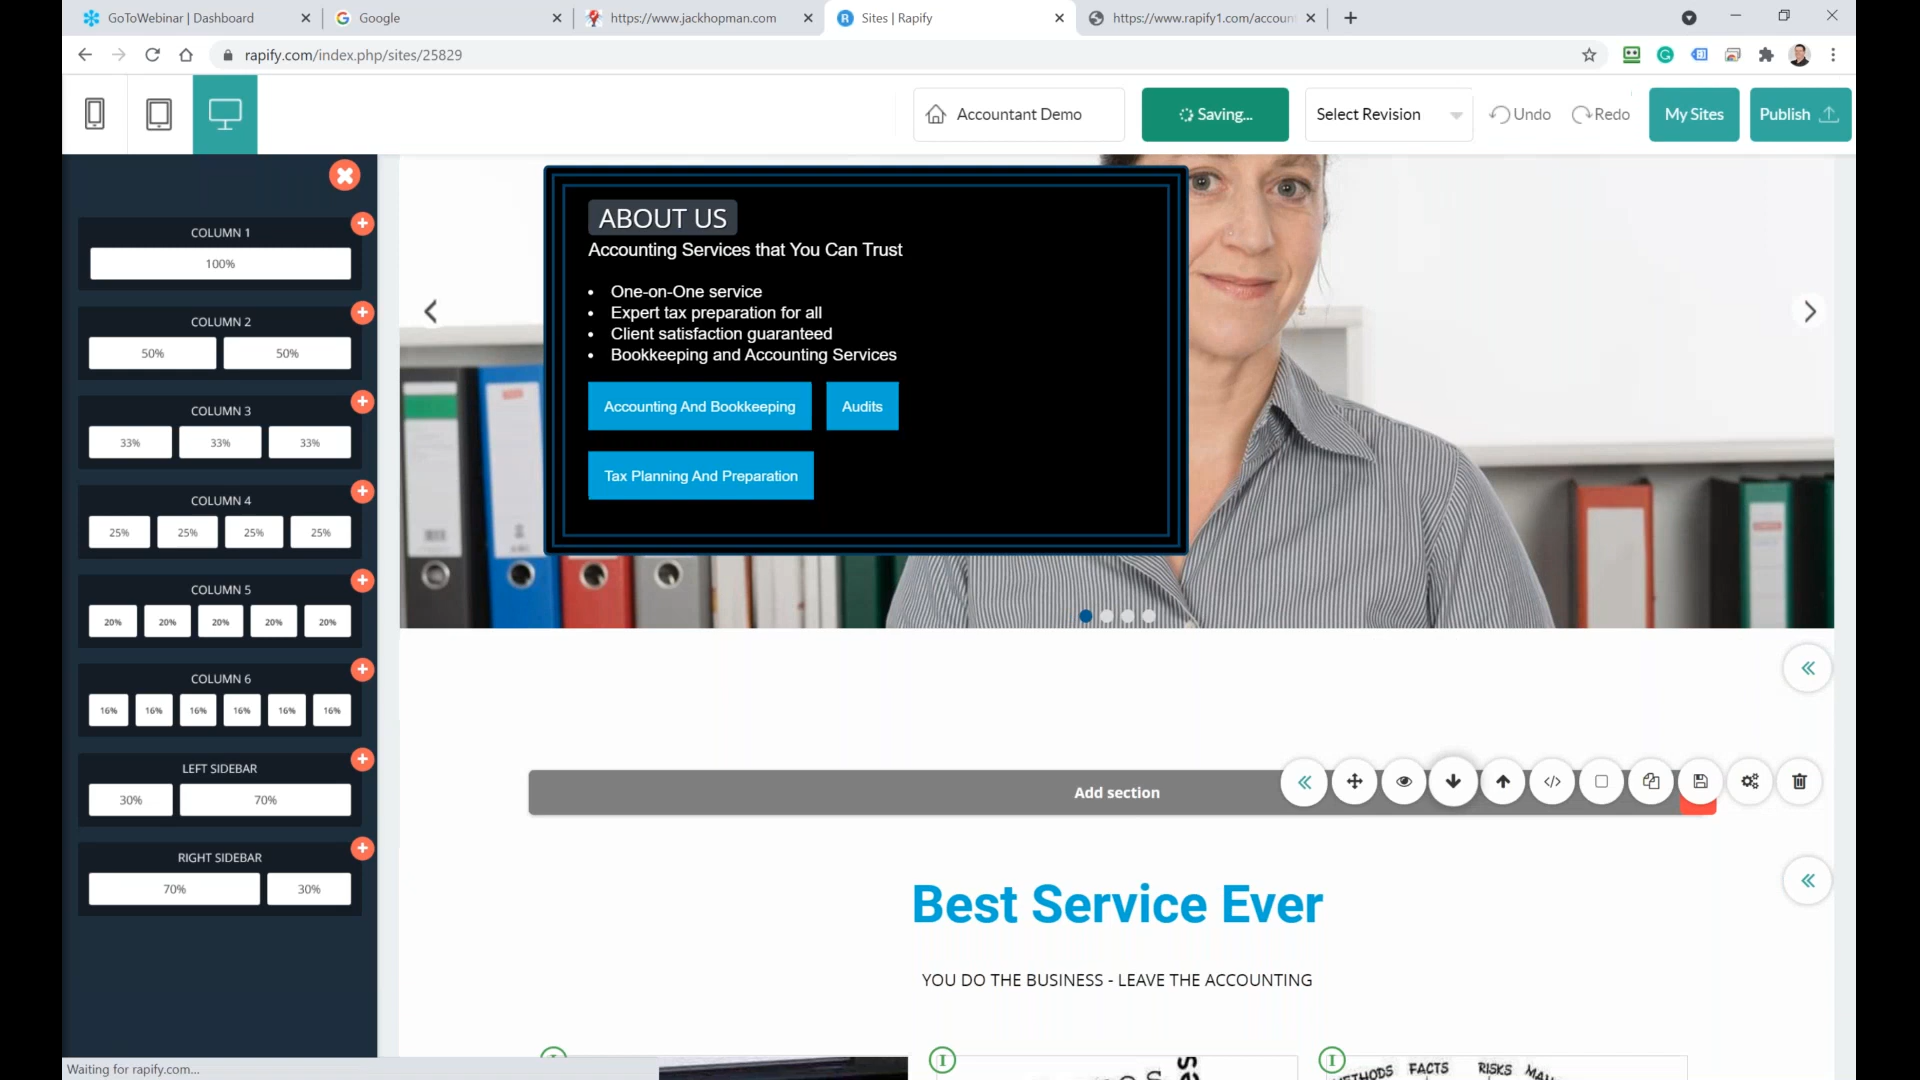 GoToWebinar | Dashboard
Google
https://www.jackhopman.com
Sites | Rapify
https://www.rapify1.com/accoun
rapify.com/index.php/sites/25829
Accountant Demo
Saving...
Select Revision
Undo
Redo
My Sites
Publish
COLUMN 1
100%
COLUMN 2
50% 50%
COLUMN 3
33% 33% 33%
COLUMN 4
25% 25% 25% 25%
COLUMN 5
20% 20% 20% 20% 20%
COLUMN 6
16% 16% 16% 16% 16% 16%
LEFT SIDEBAR
30% 70%
RIGHT SIDEBAR
70% 30%
ABOUT US
Accounting Services that You Can Trust
• One-on-One service
• Expert tax preparation for all
• Client satisfaction guaranteed
• Bookkeeping and Accounting Services
Accounting And Bookkeeping
Audits
Tax Planning And Preparation
Add section
Best Service Ever
YOU DO THE BUSINESS - LEAVE THE ACCOUNTING
FACTS
RISKS
Waiting for rapify.com...